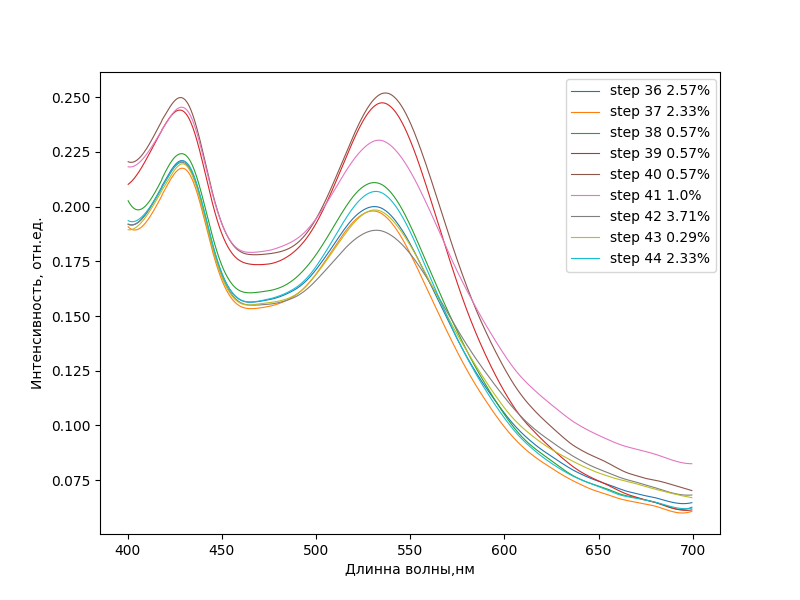 0.250
0.225
0.200
0.175
0.150
0.125
0.100
0.075
Интенсивность, отн.ед.
step 36 2.57%
step 37 2.33%
step 38 0.57%
step 39 0.57%
step 40 0.57%
step 41 1.0%
step 42 3.71%
step 43 0.29%
step 44 2.33%
400 450 500 550 600 650 700
Длинна волны,нм